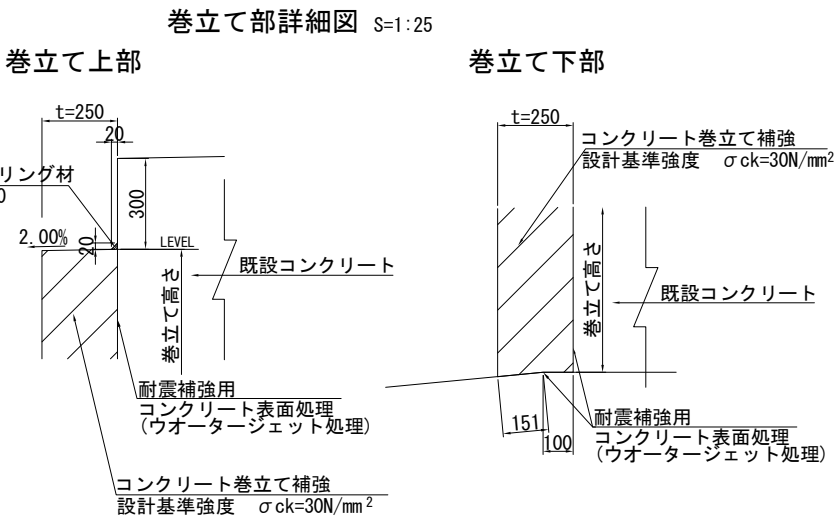 巻立て部詳細図 S=1:25
巻立て上部
t=250
20
リング材
0
300
2.00%
20
LEVEL
巻立て高さ
既設コンクリート
耐震補強用
コンクリート表面処理
(ウオータージェット処理)
コンクリート巻立て補強
設計基準強度 σck=30N/mm²
巻立て下部
t=250
コンクリート巻立て補強
設計基準強度 σck=30N/mm²
巻立て高さ
既設コンクリート
151
100
耐震補強用
コンクリート表面処理
(ウオータージェット処理)